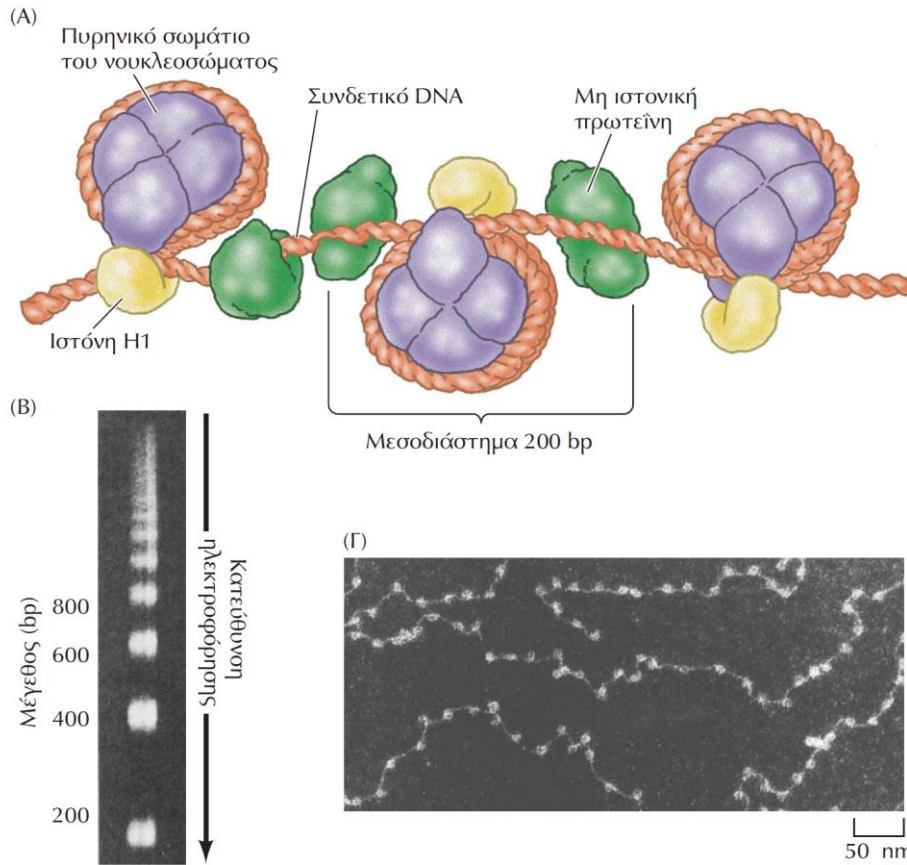 (Α)
Πυρηνικό σωμάτιο
του νουκλεοσώματος
Συνδετικό DNA
Μη ιστονική
πρωτεΐνη
Ιστόνη Η1
Μεσοδιάστημα 200 bp
(Β)
Μέγεθος (bp)
800
600
400
200
Κατεύθυνση
ηλεκτροφόρησης
(Γ)
50 nm